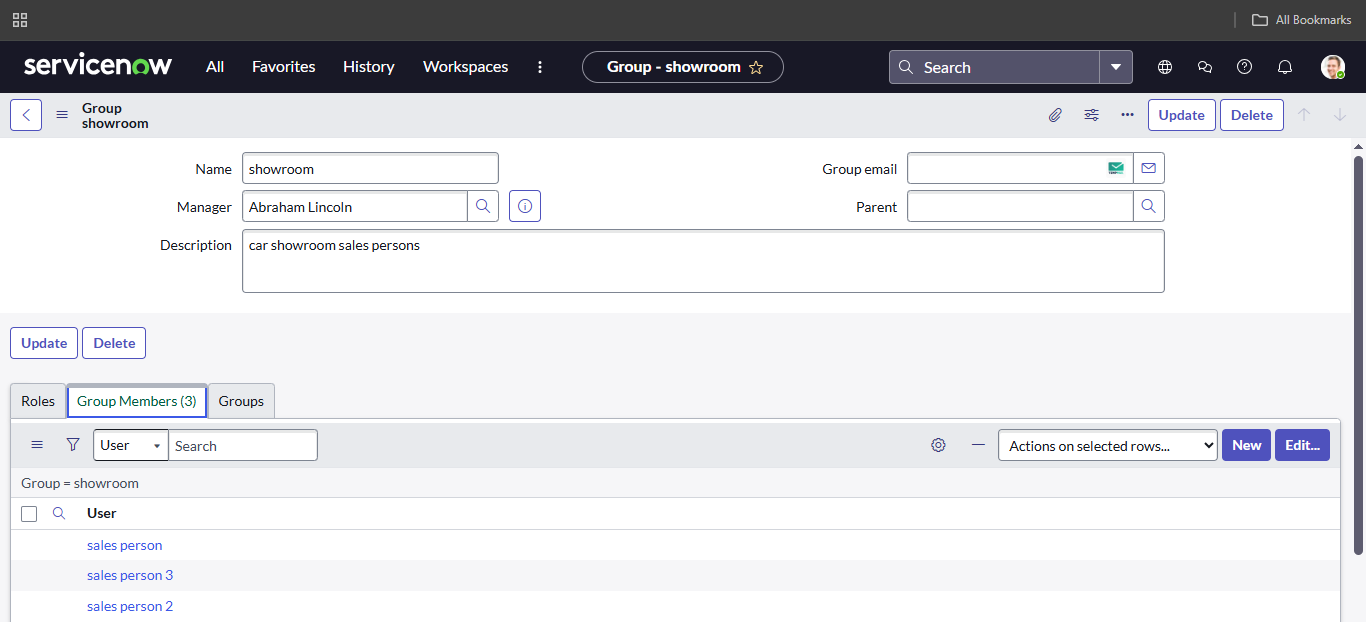 All Bookmarks
servicenow All Favorites History Workspaces Group - showroom Search
Group
showroom
Update Delete
Name showroom Group email
Manager Abraham Lincoln Parent
Description car showroom sales persons
Update Delete
Roles Group Members (3) Groups
User Search Actions on selected rows... New Edit...
Group = showroom
User
sales person
sales person 3
sales person 2